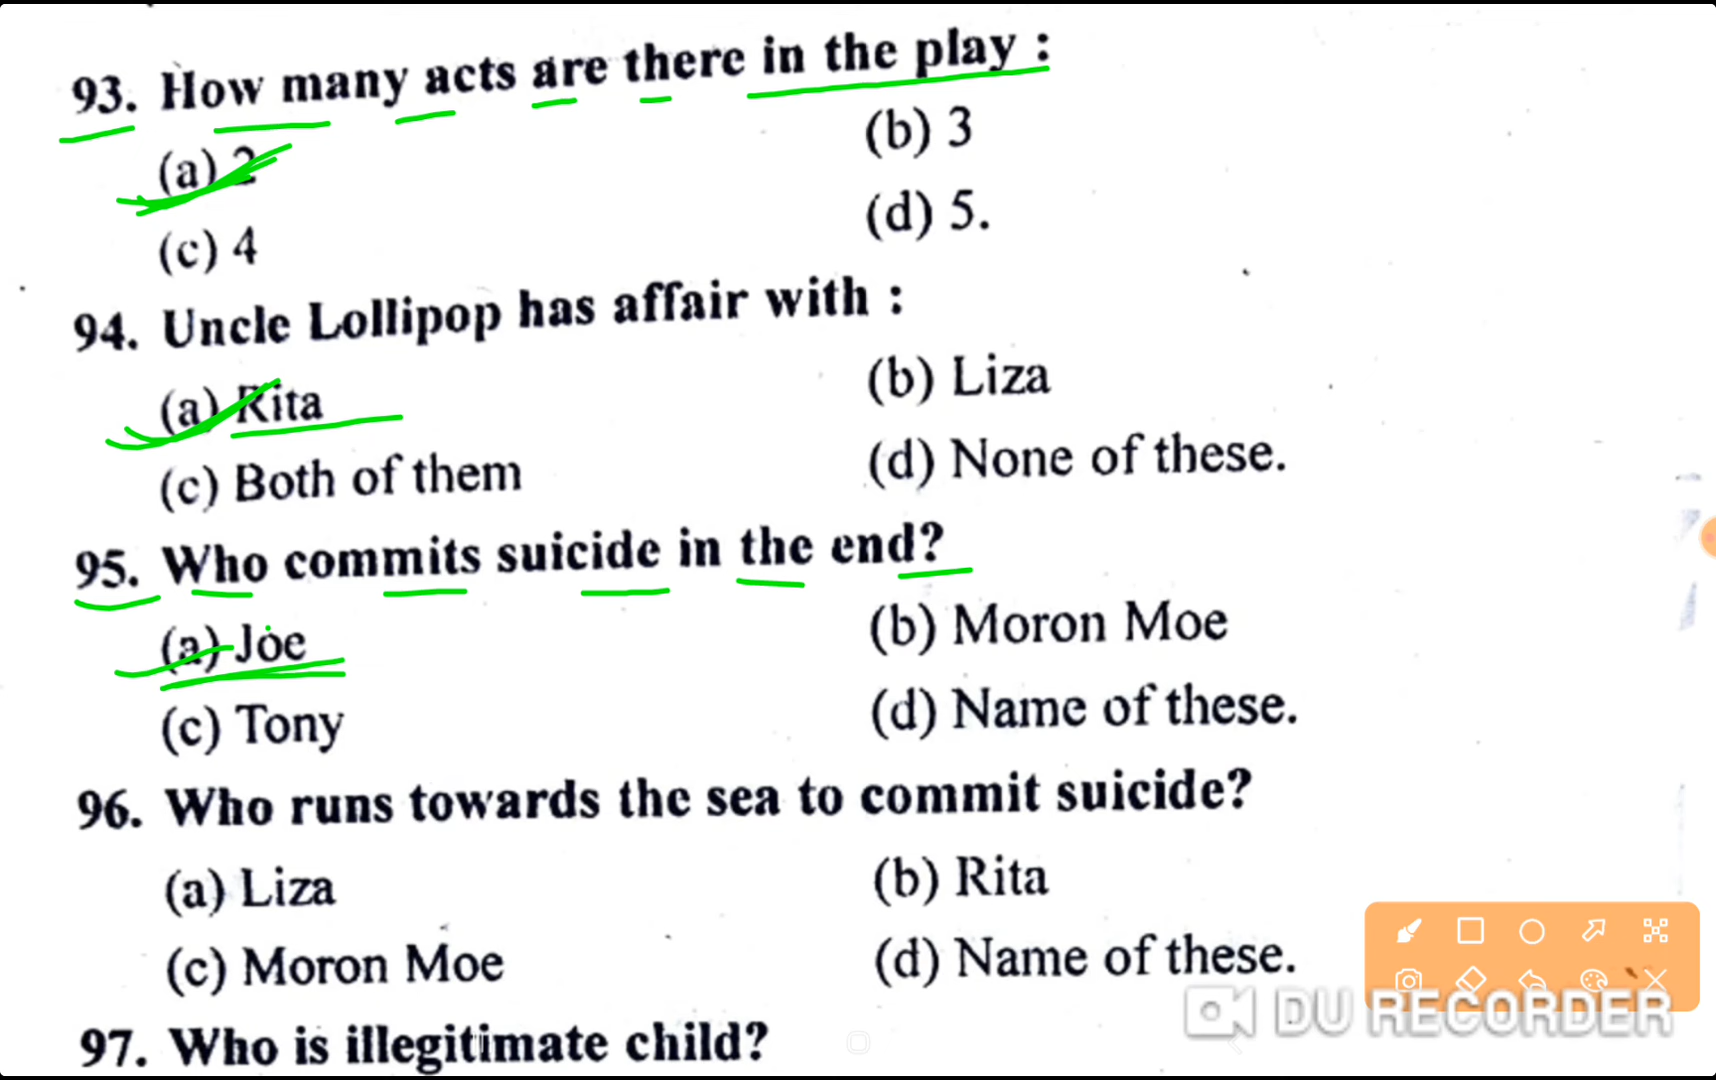 93. How many acts are there in the play :
(a) 2 (b) 3
(c) 4 (d) 5.
94. Uncle Lollipop has affair with :
(a) Rita (b) Liza
(c) Both of them (d) None of these.
95. Who commits suicide in the end?
(a) Joe (b) Moron Moe
(c) Tony (d) Name of these.
96. Who runs towards the sea to commit suicide?
(a) Liza (b) Rita
(c) Moron Moe (d) Name of these.
DU RECORDER
97. Who is illegitimate child?